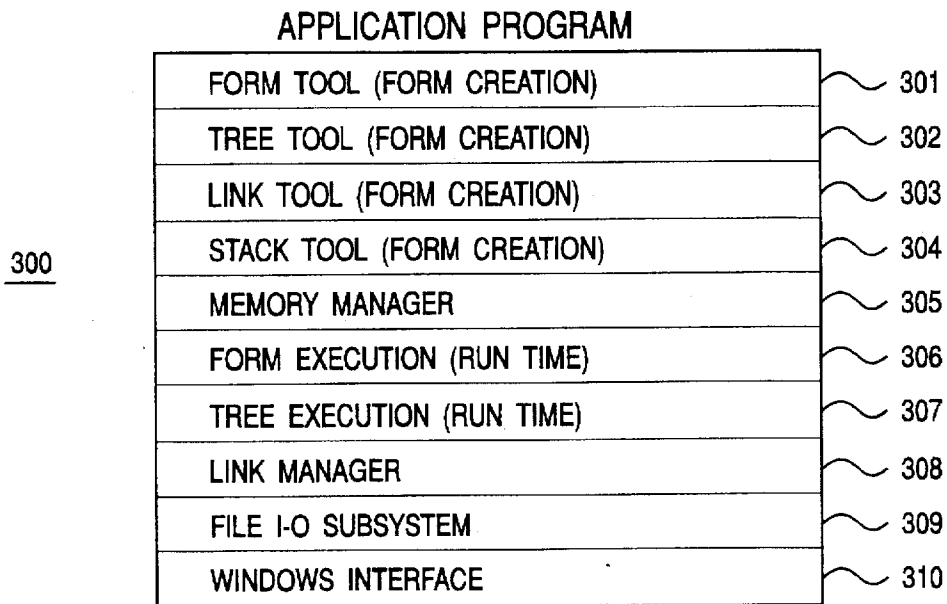 APPLICATION PROGRAM
FORM TOOL (FORM CREATION) 301
TREE TOOL (FORM CREATION) 302
LINK TOOL (FORM CREATION) 303
STACK TOOL (FORM CREATION) 304
300
MEMORY MANAGER 305
FORM EXECUTION (RUN TIME) 306
TREE EXECUTION (RUN TIME) 307
LINK MANAGER 308
FILE I-O SUBSYSTEM 309
WINDOWS INTERFACE 310